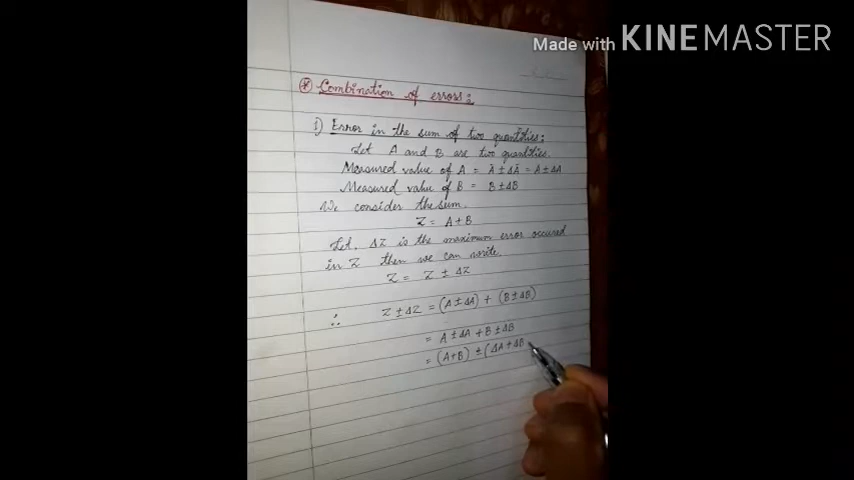 Made with KINEMASTER
* Combination of errors:
i) Error in the sum of two quantities:
Let A and B are two quantities.
Measured value of A = A ± ΔA = A ± ΔA
Measured value of B = B ± ΔB
We consider the sum.
Z = A + B
Let ΔZ is the maximum error occured
in Z then we can write.
Z = Z ± ΔZ
∴ Z ± ΔZ = (A ± ΔA) + (B ± ΔB)
= A ± ΔA + B ± ΔB
= (A+B) ± (ΔA + ΔB